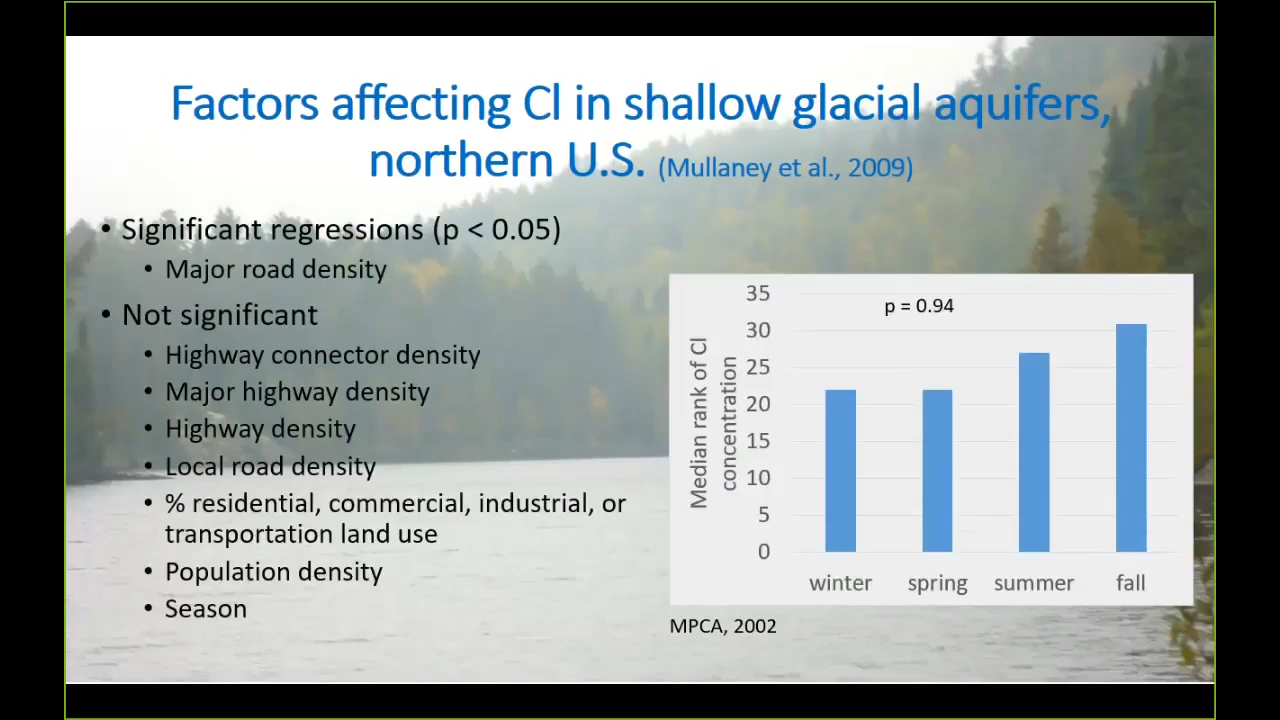 Factors affecting Cl in shallow glacial aquifers,
northern U.S. (Mullaney et al., 2009)
• Significant regressions (p < 0.05)
• Major road density
• Not significant
• Highway connector density
• Major highway density
• Highway density
• Local road density
• % residential, commercial, industrial, or
transportation land use
• Population density
• Season
Median rank of Cl
concentration
35
30
25
20
15
10
5
0
p = 0.94
winter spring summer fall
MPCA, 2002